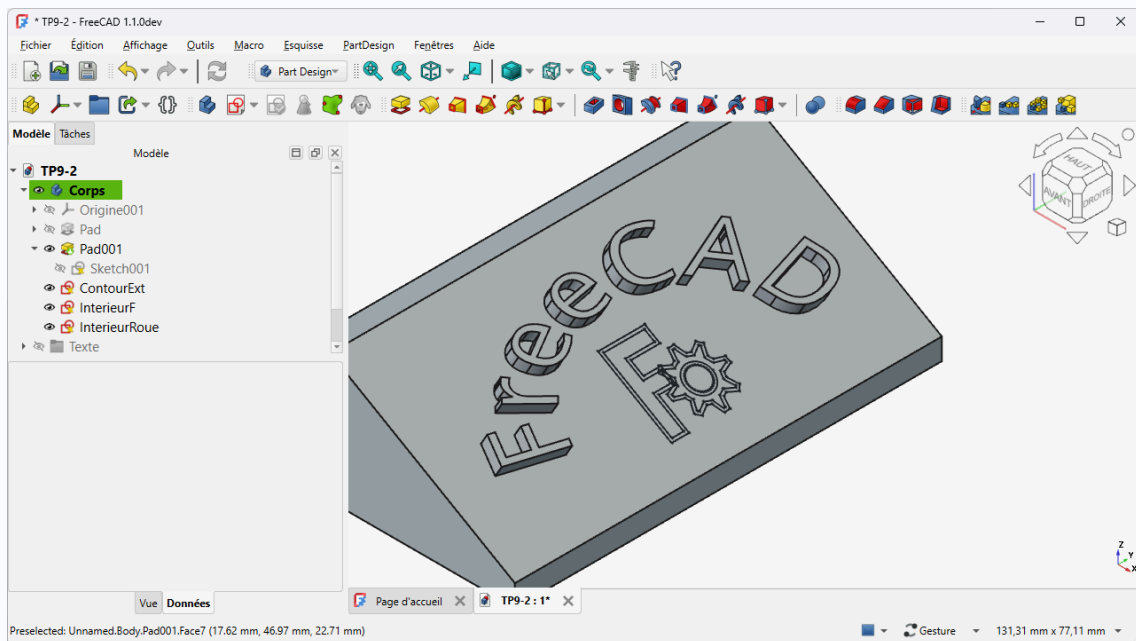 * TP9-2 - FreeCAD 1.1.0dev
Fichier Édition Affichage Outils Macro Esquisse PartDesign Fenêtres Aide
Part Design
Modèle Tâches
Modèle
TP9-2
Corps
Origine001
Pad
Pad001
Sketch001
ContourExt
InterieurF
InterieurRoue
Texte
FreeCAD
F
HAUT
AVANT
DROITE
Z
Y
X
Vue Données
Page d'accueil
TP9-2 : 1*
Preselected: Unnamed.Body.Pad001.Face7 (17.62 mm, 46.97 mm, 22.71 mm)
Gesture
131,31 mm x 77,11 mm